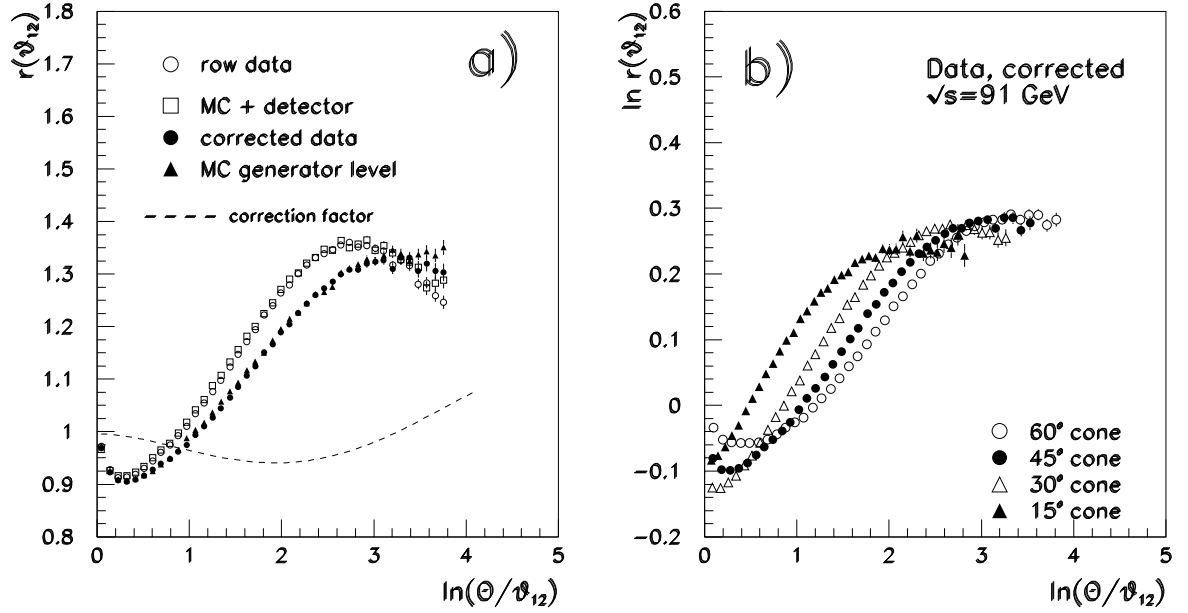 r(ϑ12)
1.8
1.7
1.6
1.5
1.4
1.3
1.2
1.1
1
0.9
0.8
a)
row data
MC + detector
corrected data
MC generator level
correction factor
0 1 2 3 4 5
ln(Θ/ϑ12)
ln r(ϑ12)
0.6
0.5
0.4
0.3
0.2
0.1
0
−0.1
−0.2
b)
Data, corrected
√s=91 GeV
60° cone
45° cone
30° cone
15° cone
0 1 2 3 4 5
ln(Θ/ϑ12)